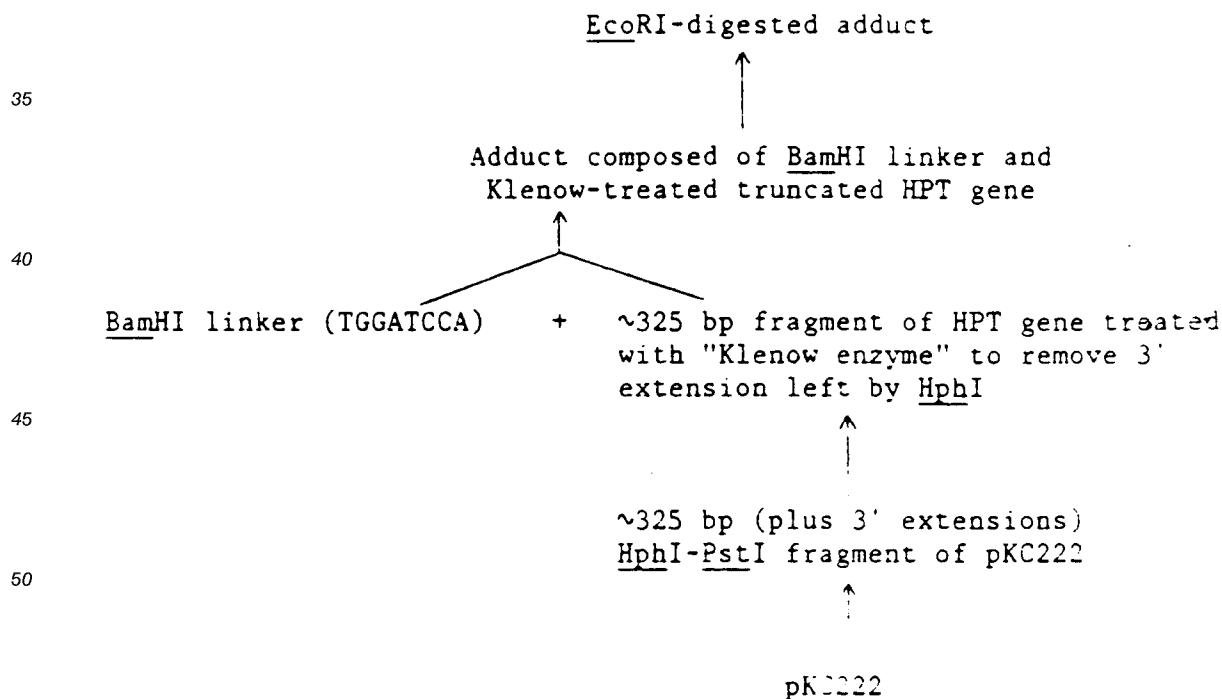 EcoRI-digested adduct
35
Adduct composed of BamHI linker and
Klenow-treated truncated HPT gene
40
BamHI linker (TGGATCCA) + ~325 bp fragment of HPT gene treated
with "Klenow enzyme" to remove 3'
extension left by HphI
45
~325 bp (plus 3' extensions)
HphI-PstI fragment of pKC222
50
pKC222